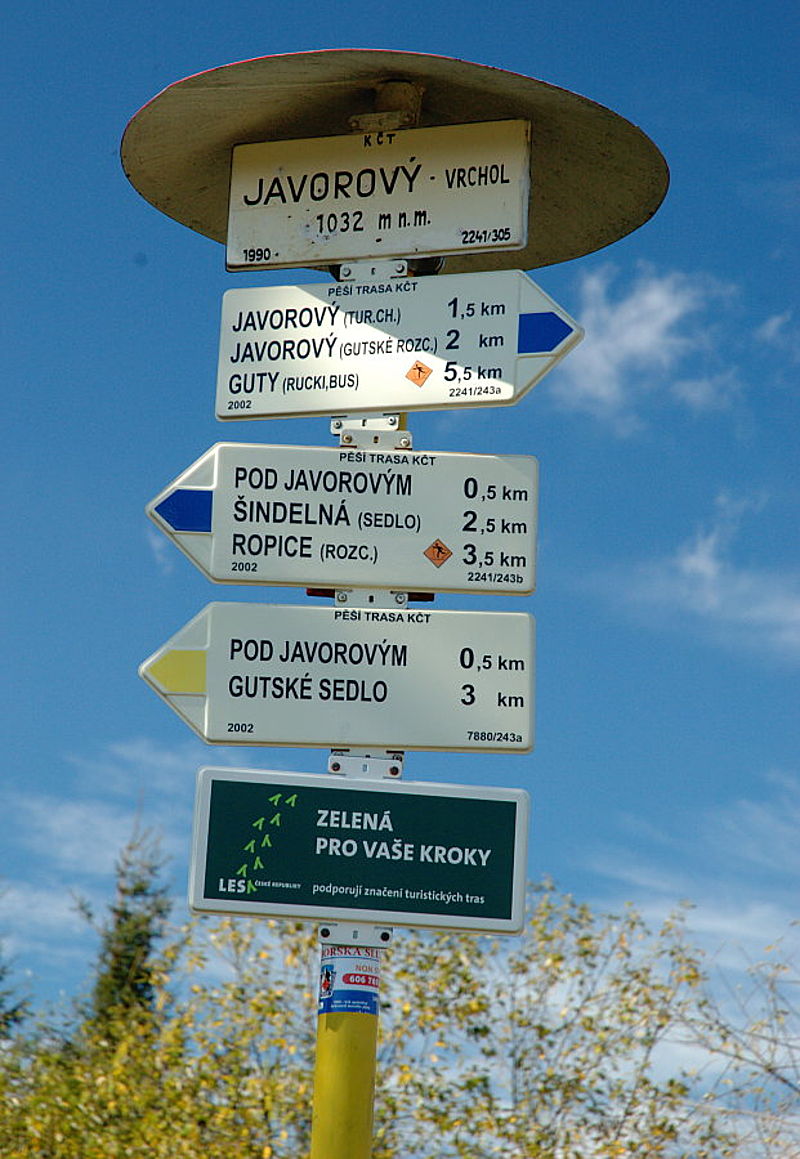 KČT
JAVOROVÝ - VRCHOL
1032 m n.m.
1990 2241/305
PĚŠÍ TRASA KČT
JAVOROVÝ (TUR.CH.) 1,5 km
JAVOROVÝ (GUTSKÉ ROZC.) 2 km
GUTY (RUCKI,BUS) 5,5 km
2002 2241/243a
PĚŠÍ TRASA KČT
POD JAVOROVÝM 0,5 km
ŠINDELNÁ (SEDLO) 2,5 km
ROPICE (ROZC.) 3,5 km
2002 2241/243b
PĚŠÍ TRASA KČT
POD JAVOROVÝM 0,5 km
GUTSKÉ SEDLO 3 km
2002 7880/243a
ZELENÁ
PRO VAŠE KROKY
LESY ČESKÉ REPUBLIKY podporují značení turistických tras
606